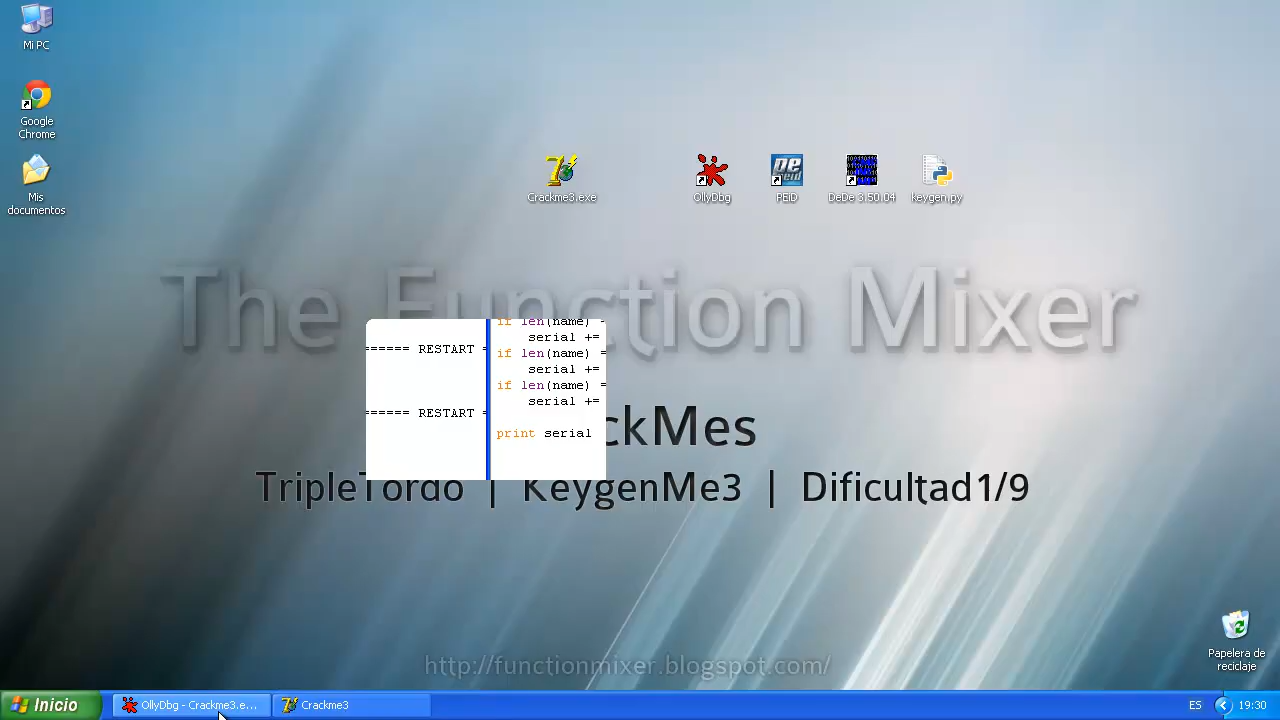 Mi PC
Google
Chrome
Mis
documentos
Crackme3.exe
OllyDbg
PEiD
DeDe 3.50.04
keygen.py
The Function Mixer
ckMes
TripleTordo | KeygenMe3 | Dificultad1/9
====== RESTART =
====== RESTART =
if len(name) =
serial +=
if len(name) =
serial +=
if len(name) =
serial +=
print serial
http://functionmixer.blogspot.com/
Papelera de
reciclaje
Inicio
OllyDbg - Crackme3.e...
Crackme3
ES
19:30